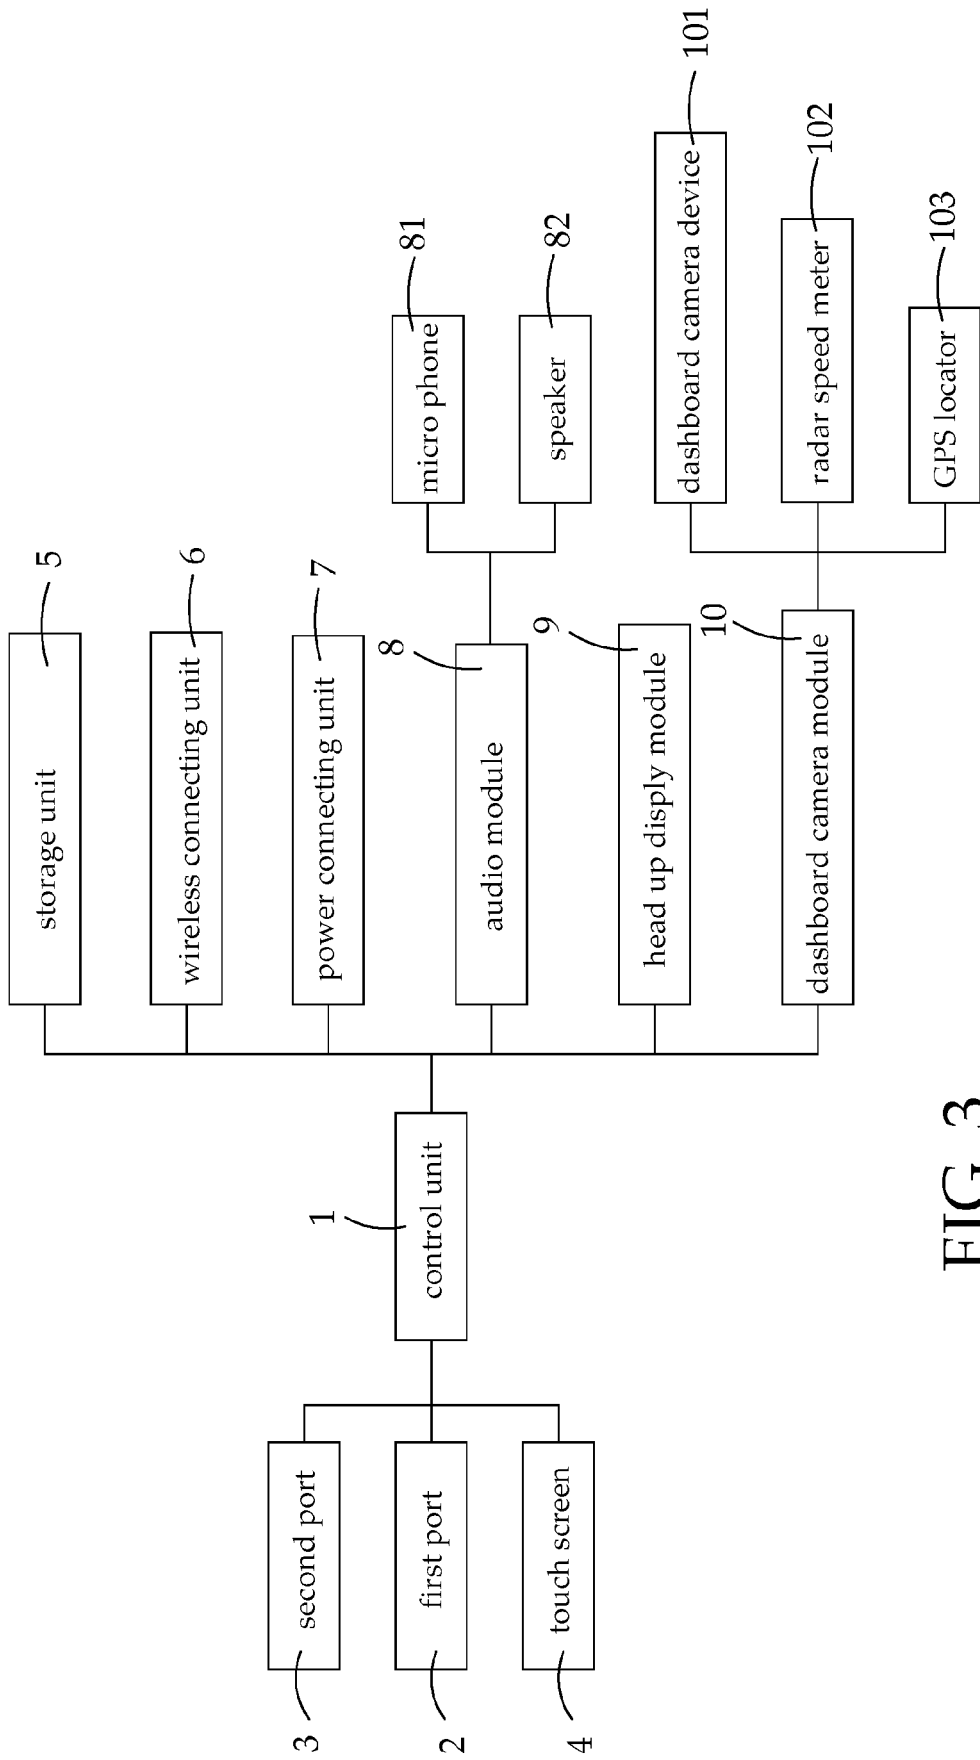 3
second port
2
first port
4
touch screen
1
control unit
storage unit
5
wireless connecting unit
6
power connecting unit
7
audio module
8
head up disply module
9
dashboard camera module
10
micro phone
81
speaker
82
dashboard camera device
101
radar speed meter
102
GPS locator
103
FIG. 3